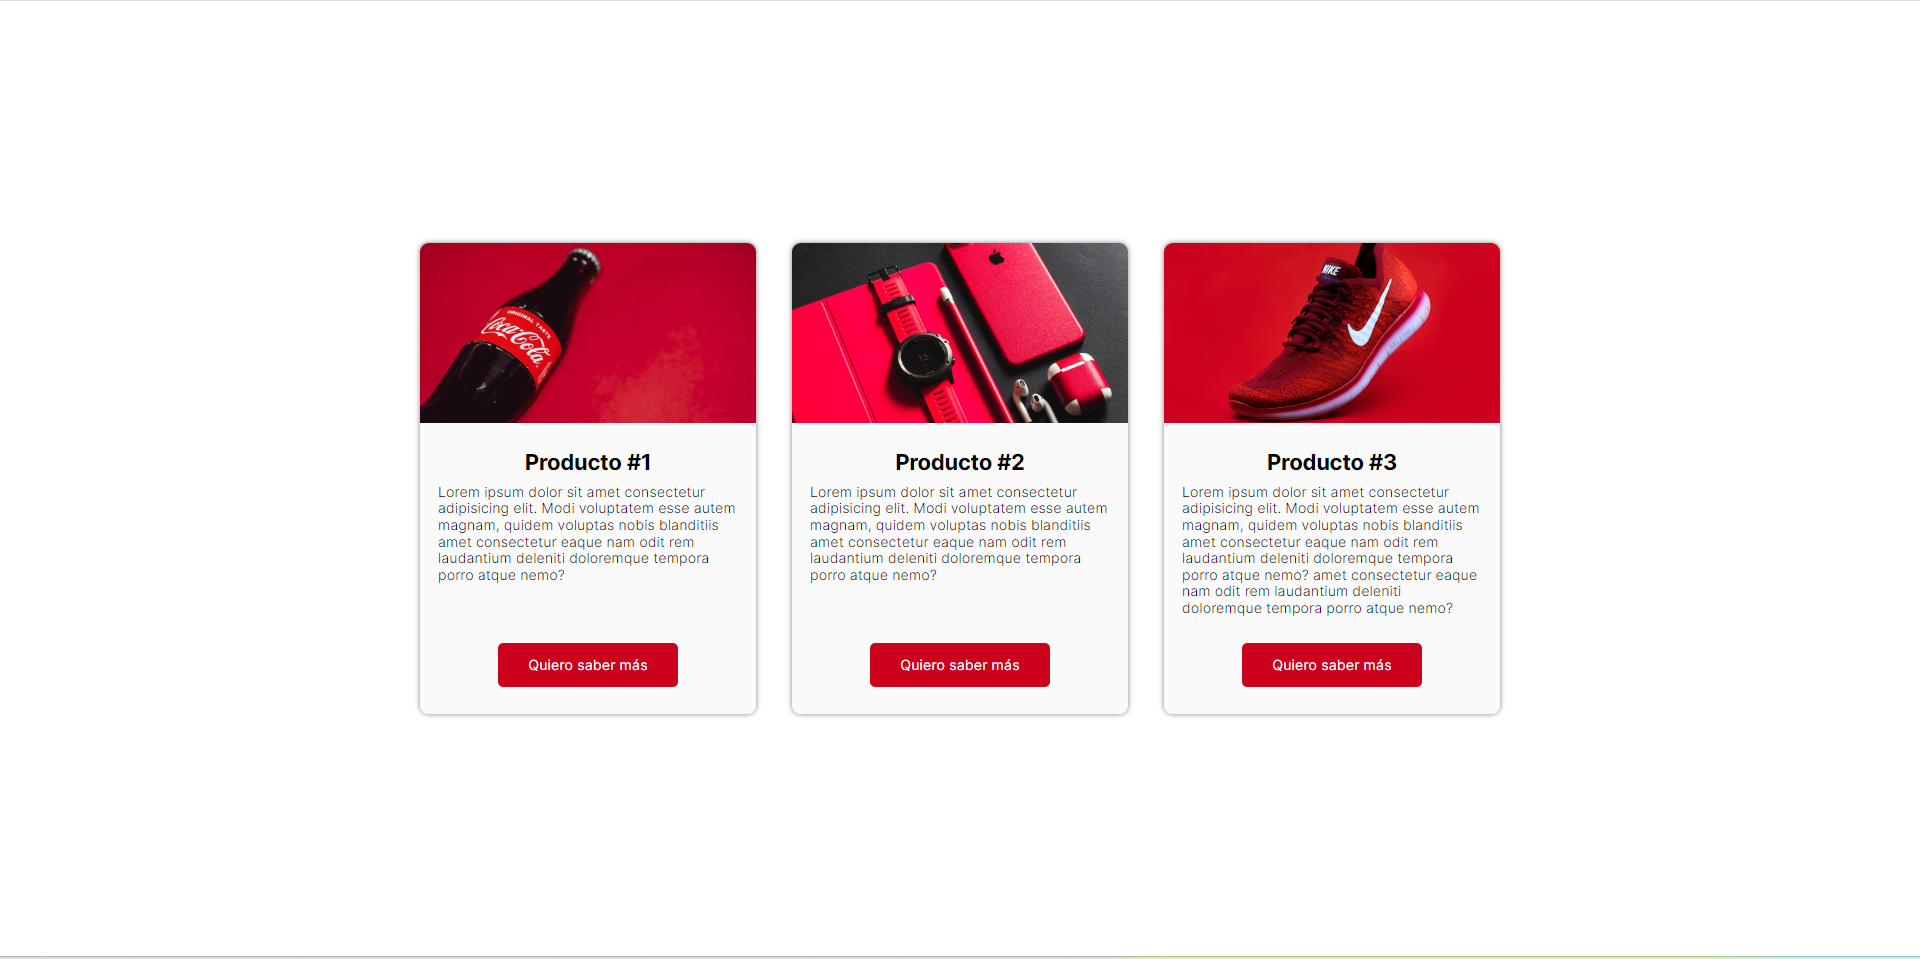 ORIGINAL TASTE
Coca-Cola
15
NIKE
Producto #1
Lorem ipsum dolor sit amet consectetur
adipisicing elit. Modi voluptatem esse autem
magnam, quidem voluptas nobis blanditiis
amet consectetur eaque nam odit rem
laudantium deleniti doloremque tempora
porro atque nemo?
Quiero saber más
Producto #2
Lorem ipsum dolor sit amet consectetur
adipisicing elit. Modi voluptatem esse autem
magnam, quidem voluptas nobis blanditiis
amet consectetur eaque nam odit rem
laudantium deleniti doloremque tempora
porro atque nemo?
Quiero saber más
Producto #3
Lorem ipsum dolor sit amet consectetur
adipisicing elit. Modi voluptatem esse autem
magnam, quidem voluptas nobis blanditiis
amet consectetur eaque nam odit rem
laudantium deleniti doloremque tempora
porro atque nemo? amet consectetur eaque
nam odit rem laudantium deleniti
doloremque tempora porro atque nemo?
Quiero saber más